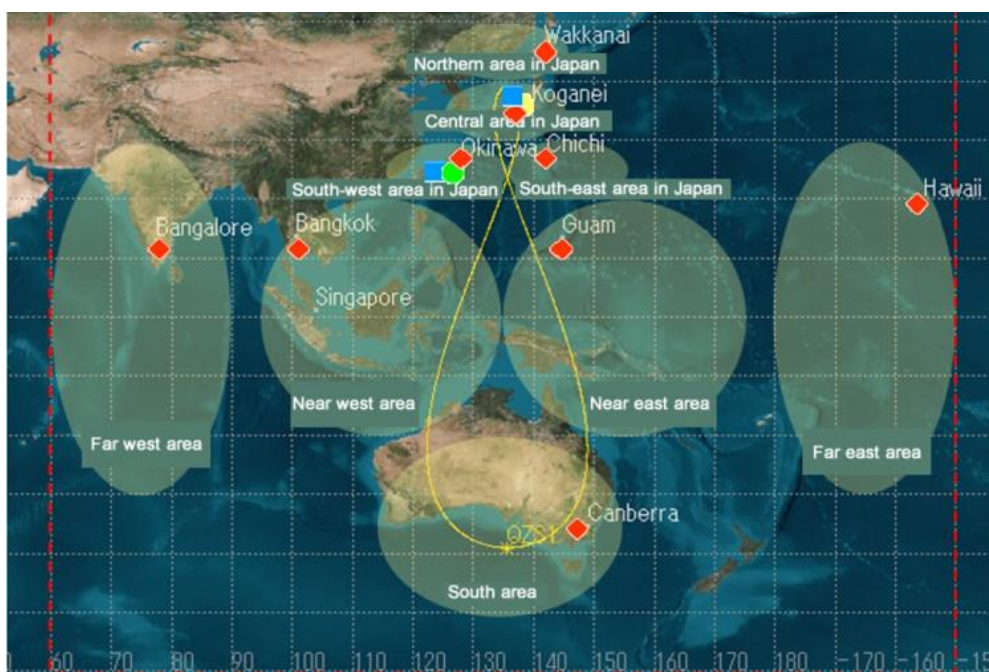 Wakkanai
Northern area in Japan
Koganei
Central area in Japan
Okinawa
Chichi
South-west area in Japan
South-east area in Japan
Hawaii
Bangalore
Bangkok
Guam
Singapore
Near west area
Near east area
Far west area
Far east area
Canberra
QZS1
South area
60 70 80 90 100 110 120 130 140 150 160 170 180 -170 -160 -15